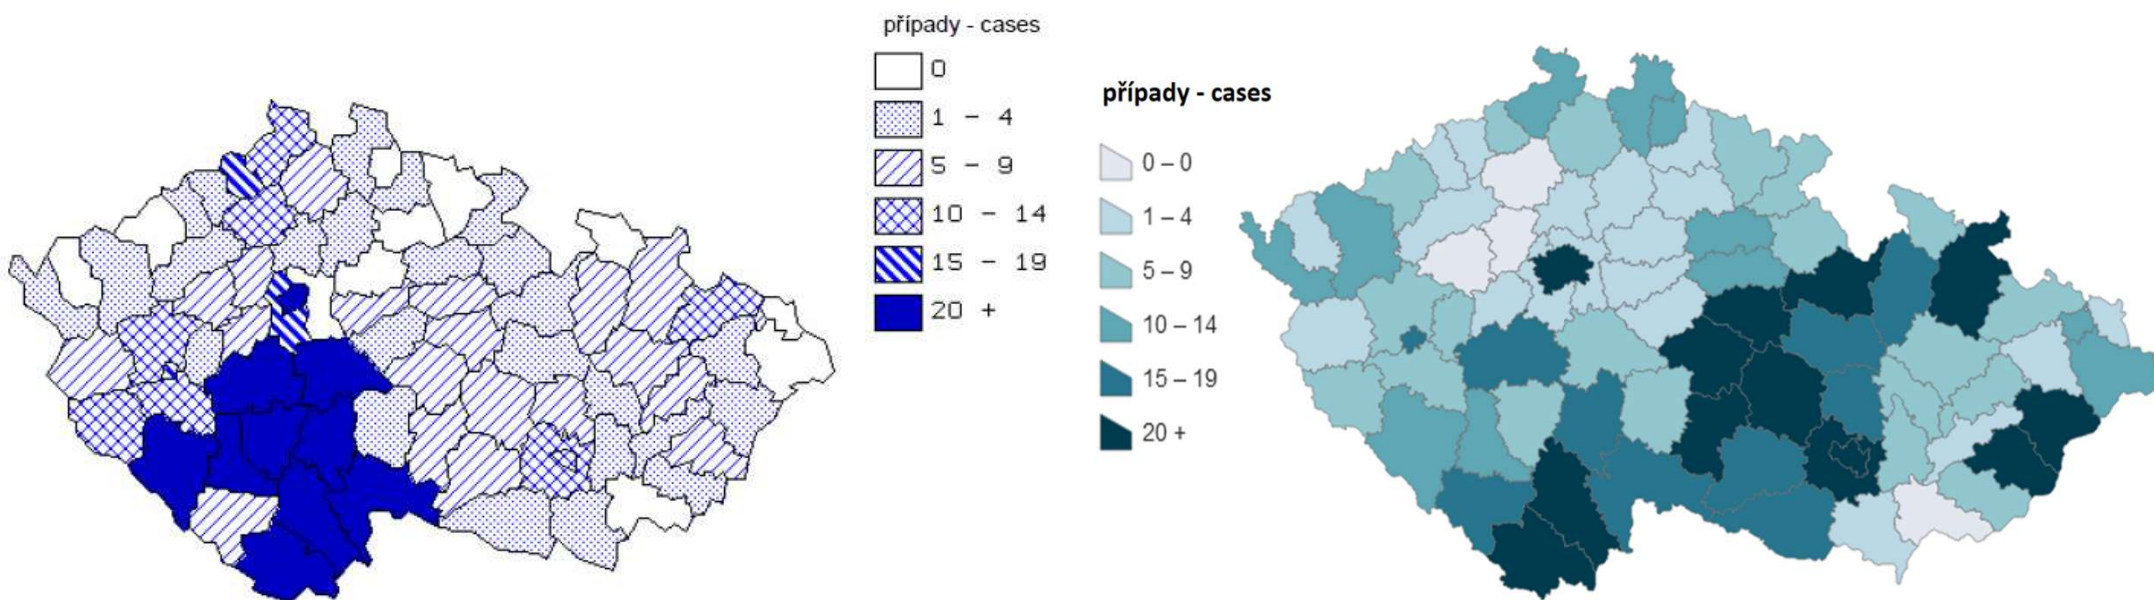 případy - cases
0
1 - 4
5 - 9
10 - 14
15 - 19
20 +
případy - cases
0 – 0
1 – 4
5 – 9
10 – 14
15 – 19
20 +